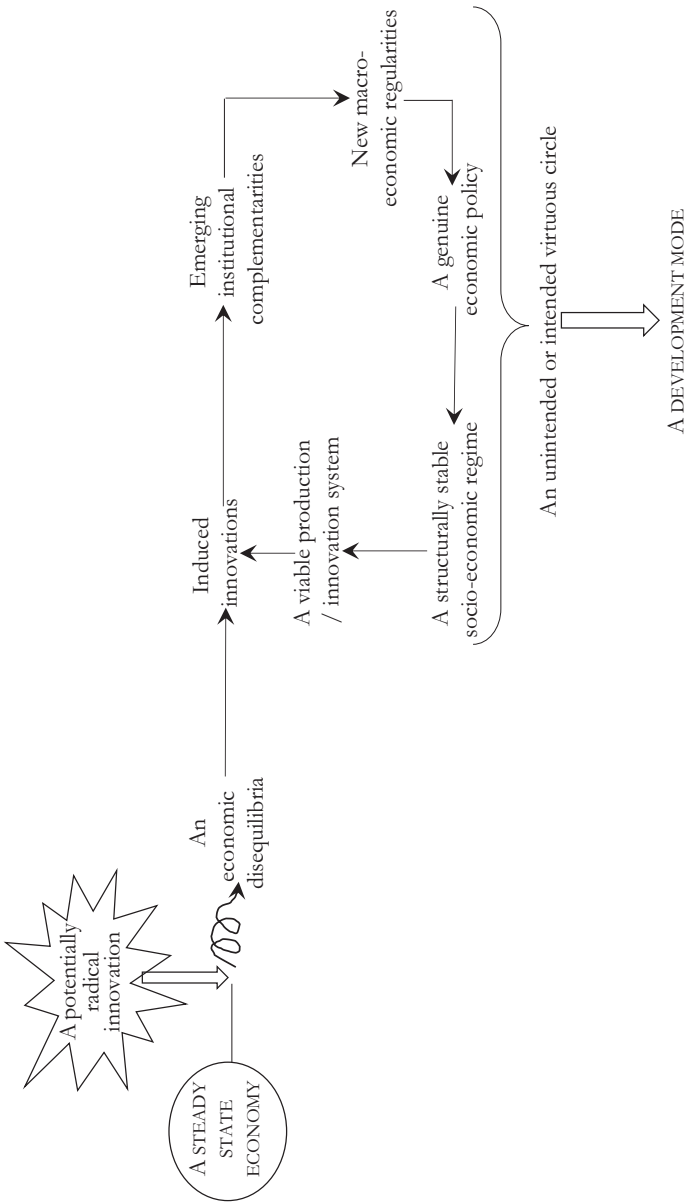 A potentially
radical
innovation
A STEADY
STATE
ECONOMY
An
economic
disequilibria
Induced
innovations
Emerging
institutional
complementarities
New macro-
economic regularities
A genuine
economic policy
A structurally stable
socio-economic regime
A viable production
/ innovation system
An unintended or intended virtuous circle
A DEVELOPMENT MODE